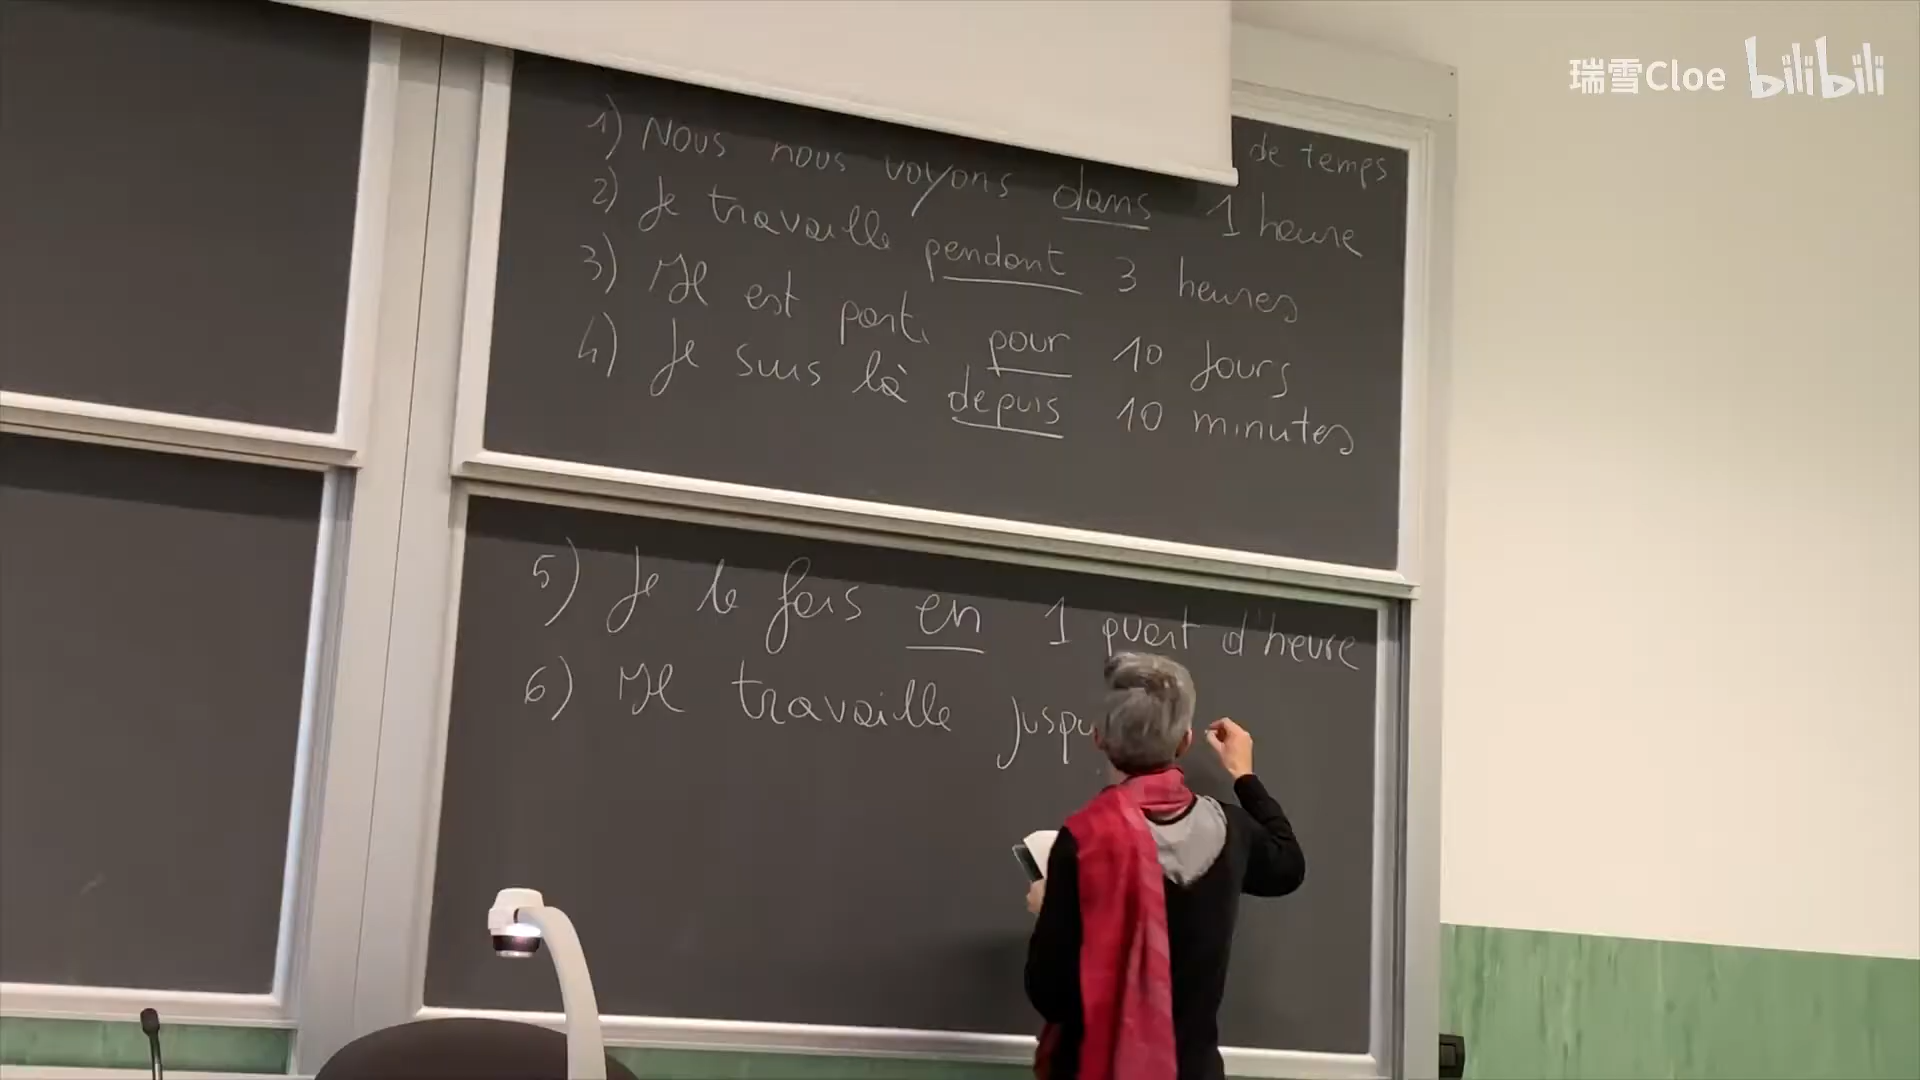 瑞雪Cloe bilibili
de temps
1) Nous nous voyons dans 1 heure
2) Je travaille pendant 3 heures
3) Il est parti pour 10 jours
4) Je suis là depuis 10 minutes
5) Je le fais en 1 quart d'heure
6) Il travaille jusqu